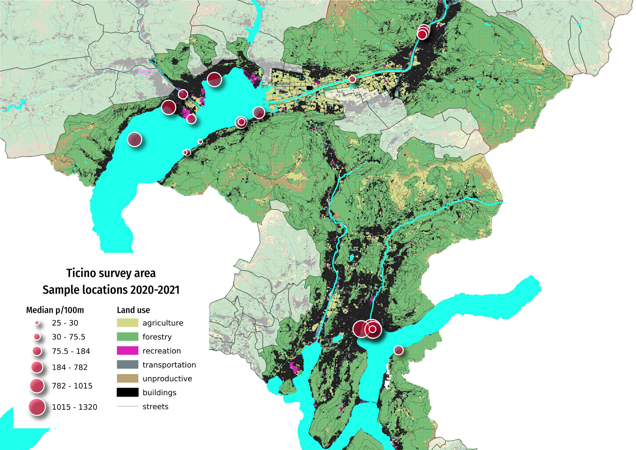 Ticino survey area
Sample locations 2020-2021
Median p/100m
25 - 30
30 - 75.5
75.5 - 184
184 - 782
782 - 1015
1015 - 1320
Land use
agriculture
forestry
recreation
transportation
unproductive
buildings
streets